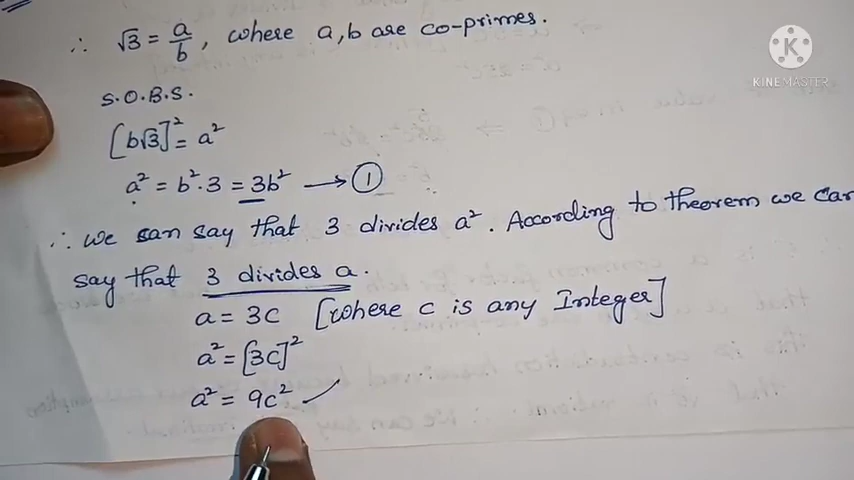 ∴ √3 = a/b, where a,b are co-primes.
S.O.B.S.
[b√3]² = a²
a² = b²·3 = 3b² → ①
∴ we can say that 3 divides a². According to theorem we can
say that 3 divides a.
a = 3c [where c is any Integer]
a² = [3c]²
a² = 9c²
K
KINEMASTER